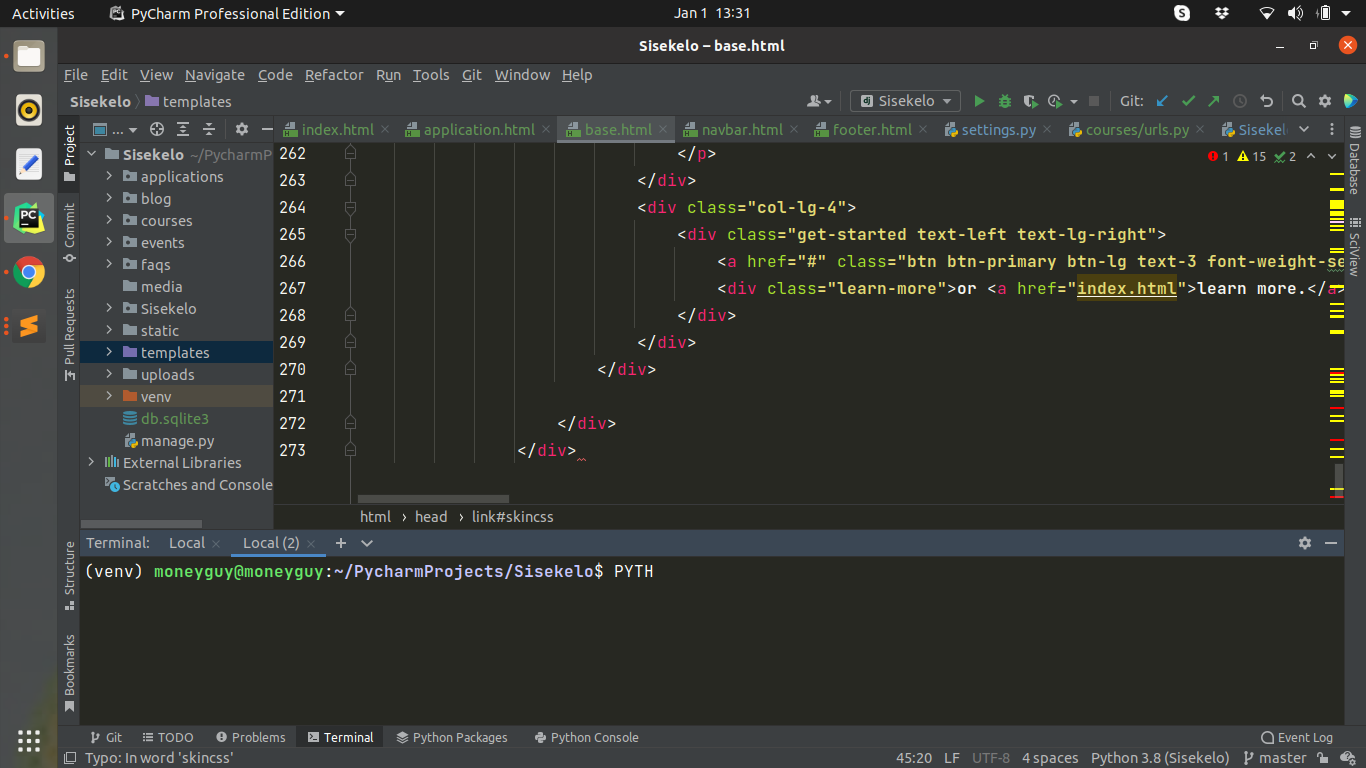 Activities PyCharm Professional Edition Jan 1 13:31
Sisekelo – base.html
File Edit View Navigate Code Refactor Run Tools Git Window Help
Sisekelo templates Sisekelo Git:
... index.html application.html base.html navbar.html footer.html settings.py courses/urls.py Sisekel
Project
Commit
Pull Requests
Structure
Bookmarks
Sisekelo ~/PycharmP
applications
blog
courses
events
faqs
media
Sisekelo
static
templates
uploads
venv
db.sqlite3
manage.py
External Libraries
Scratches and Console
1 15 2
262 </p>
263 </div>
264 <div class="col-lg-4">
265 <div class="get-started text-left text-lg-right">
266 <a href="#" class="btn btn-primary btn-lg text-3 font-weight-se
267 <div class="learn-more">or <a href="index.html">learn more.</a>
268 </div>
269 </div>
270 </div>
271
272 </div>
273 </div>
html › head › link#skincss
Database
SciView
Terminal: Local Local (2)
(venv) moneyguy@moneyguy:~/PycharmProjects/Sisekelo$ PYTH
Git TODO Problems Terminal Python Packages Python Console Event Log
Typo: In word 'skincss' 45:20 LF UTF-8 4 spaces Python 3.8 (Sisekelo) master